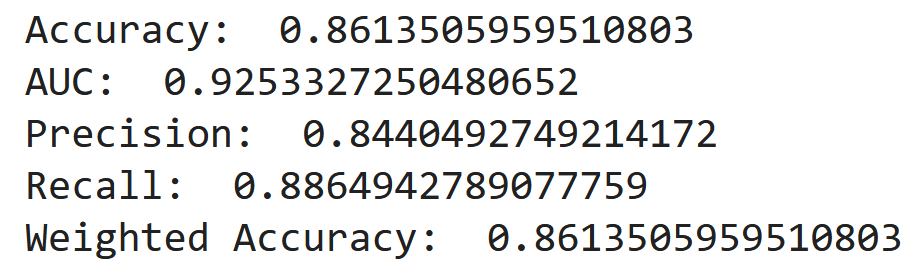 Accuracy:  0.8613505959510803
AUC:  0.9253327250480652
Precision:  0.8440492749214172
Recall:  0.8864942789077759
Weighted Accuracy:  0.8613505959510803